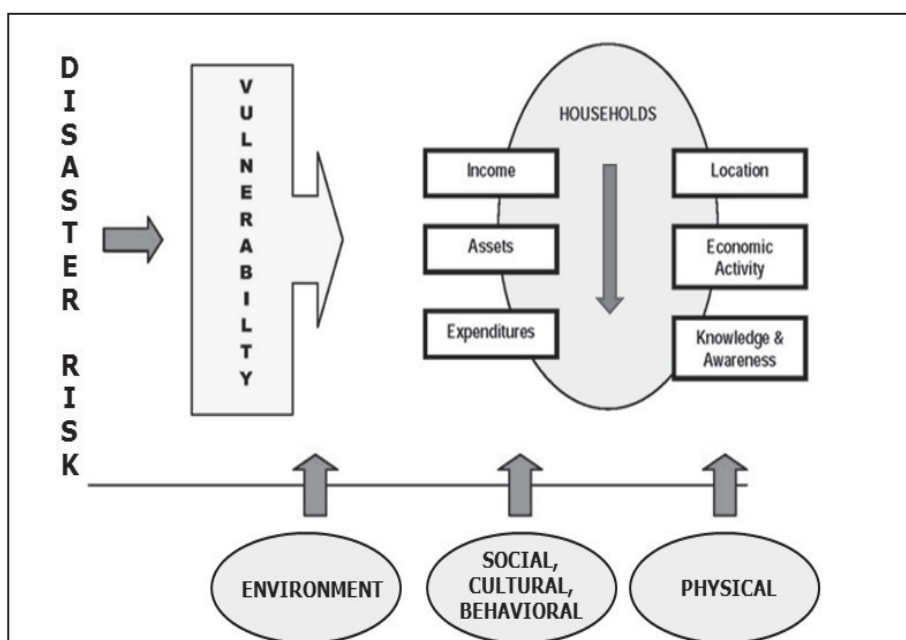 DISASTER RISK
VULNERABILTY
HOUSEHOLDS
Income
Location
Assets
Economic
Activity
Expenditures
Knowledge &
Awareness
ENVIRONMENT
SOCIAL,
CULTURAL,
BEHAVIORAL
PHYSICAL